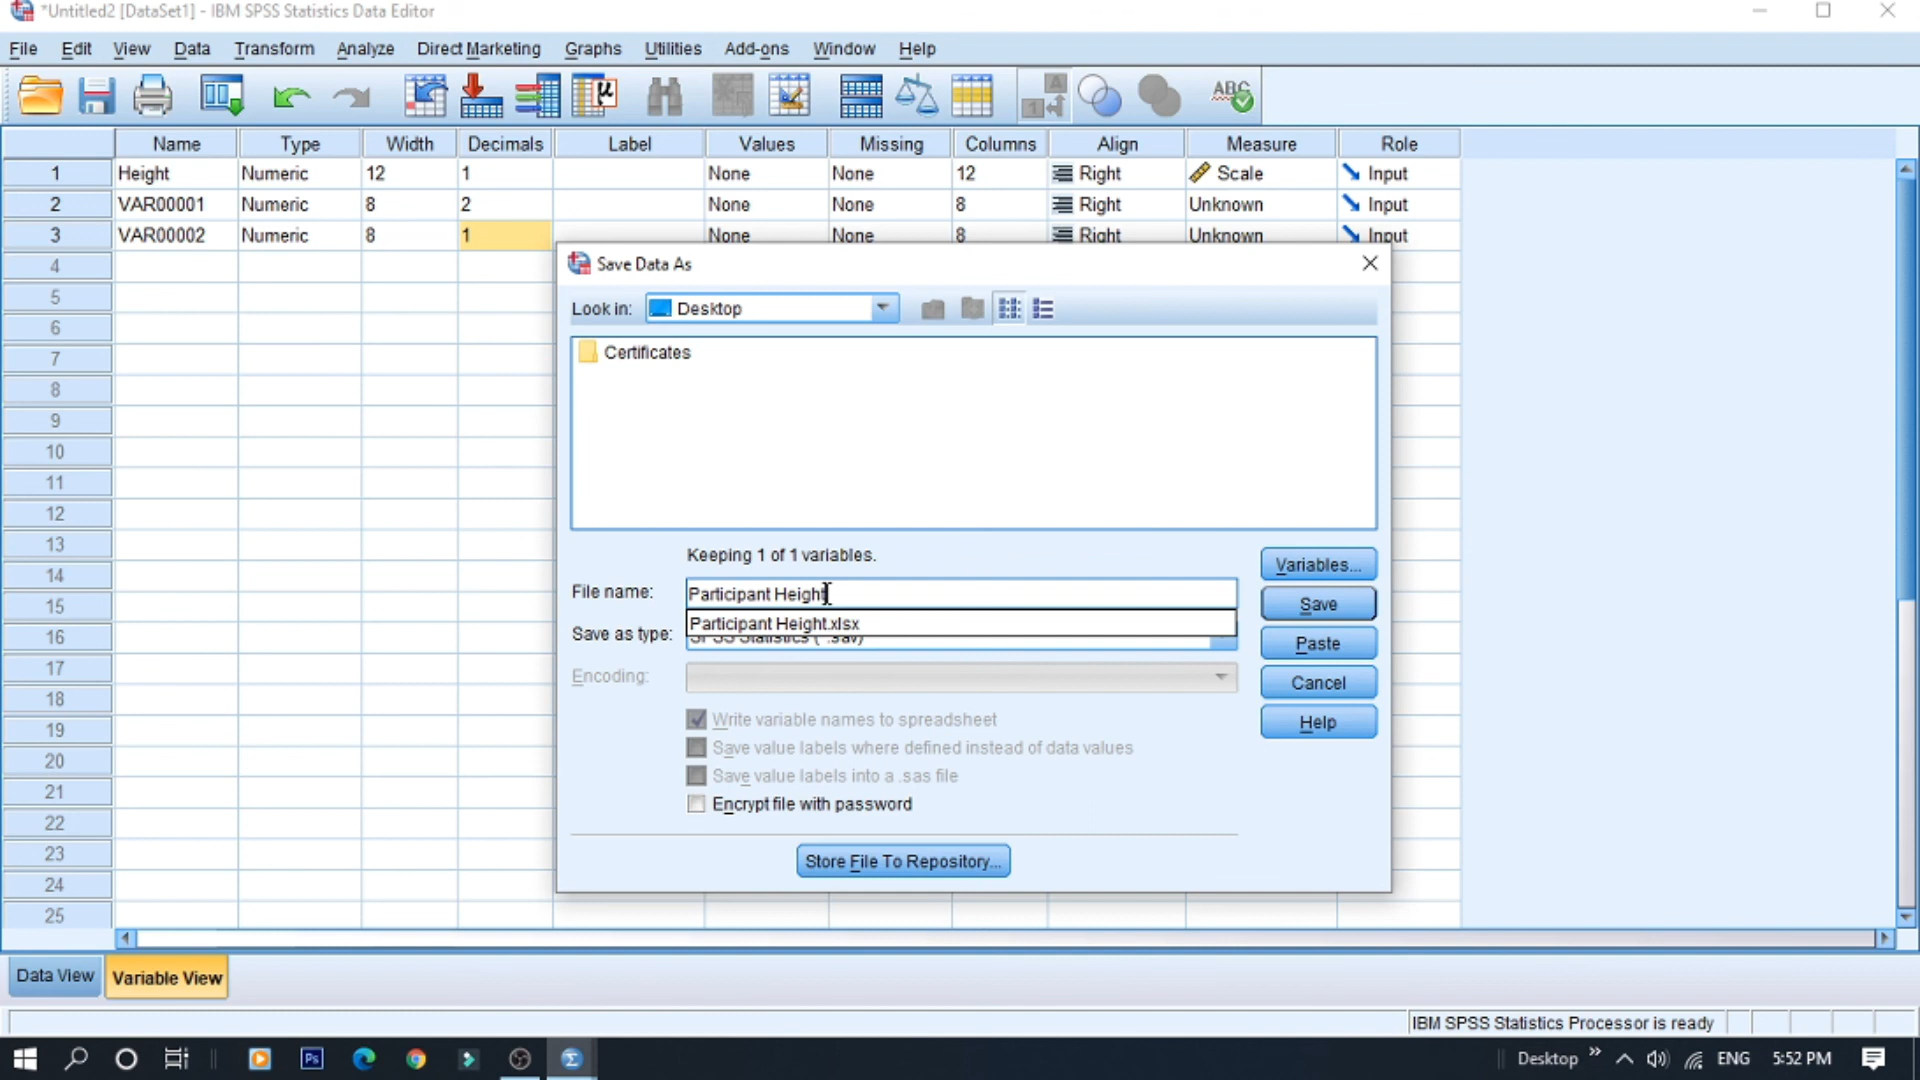 *Untitled2 [DataSet1] - IBM SPSS Statistics Data Editor
File Edit View Data Transform Analyze Direct Marketing Graphs Utilities Add-ons Window Help
Name Type Width Decimals Label Values Missing Columns Align Measure Role
1 Height Numeric 12 1 None None 12 Right Scale Input
2 VAR00001 Numeric 8 2 None None 8 Right Unknown Input
3 VAR00002 Numeric 8 1 None None 8 Right Unknown Input
4
5
6
7
8
9
10
11
12
13
14
15
16
17
18
19
20
21
22
23
24
25
Save Data As
Look in: Desktop
Certificates
Keeping 1 of 1 variables.
Variables...
File name: Participant Height
Save
Participant Height.xlsx
Save as type: SPSS Statistics (*.sav)
Paste
Encoding:
Cancel
Write variable names to spreadsheet
Help
Save value labels where defined instead of data values
Save value labels into a .sas file
Encrypt file with password
Store File To Repository...
Data View Variable View
IBM SPSS Statistics Processor is ready
Ps
Desktop ENG 5:52 PM